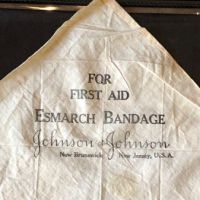 FOR
FIRST AID
ESMARCH BANDAGE
Johnson & Johnson
New Brunswick New Jersey, U.S.A.